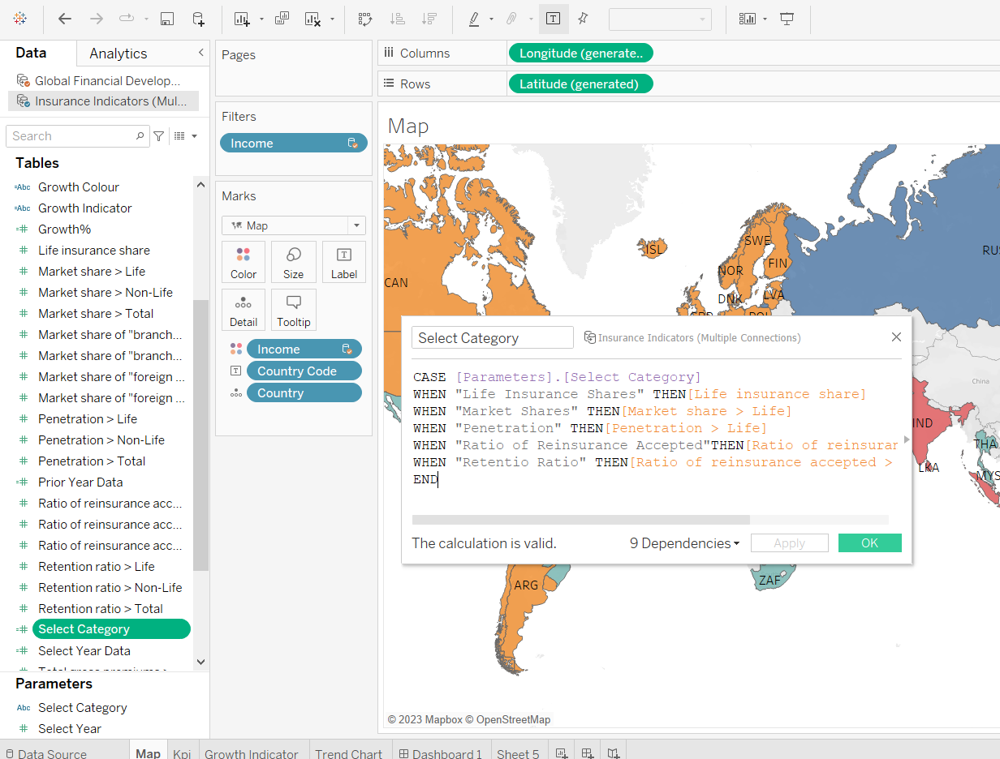 Data
Analytics
Global Financial Develop...
Insurance Indicators (Mul...
Search
Tables
Abc Growth Colour
Abc Growth Indicator
Growth%
Life insurance share
Market share > Life
Market share > Non-Life
Market share > Total
Market share of "branch...
Market share of "branch...
Market share of "foreign ...
Market share of "foreign ...
Penetration > Life
Penetration > Non-Life
Penetration > Total
Prior Year Data
Ratio of reinsurance acc...
Ratio of reinsurance acc...
Ratio of reinsurance acc...
Retention ratio > Life
Retention ratio > Non-Life
Retention ratio > Total
Select Category
Select Year Data
Parameters
Abc Select Category
Select Year
Pages
Filters
Income
Marks
Map
Color
Size
Label
Detail
Tooltip
Income
Country Code
Country
Columns
Longitude (generate..
Rows
Latitude (generated)
Map
ISL
SWE
NOR
FIN
CAN
DNK
LVA
RUS
POL
China
IND
THA
LKA
MYS
ARG
ZAF
Select Category
Insurance Indicators (Multiple Connections)
CASE [Parameters].[Select Category]
WHEN "Life Insurance Shares" THEN[Life insurance share]
WHEN "Market Shares" THEN[Market share > Life]
WHEN "Penetration" THEN[Penetration > Life]
WHEN "Ratio of Reinsurance Accepted"THEN[Ratio of reinsuran
WHEN "Retentio Ratio" THEN[Ratio of reinsurance accepted >
END
The calculation is valid.
9 Dependencies
Apply
OK
© 2023 Mapbox © OpenStreetMap
Data Source
Map
Kpi
Growth Indicator
Trend Chart
Dashboard 1
Sheet 5